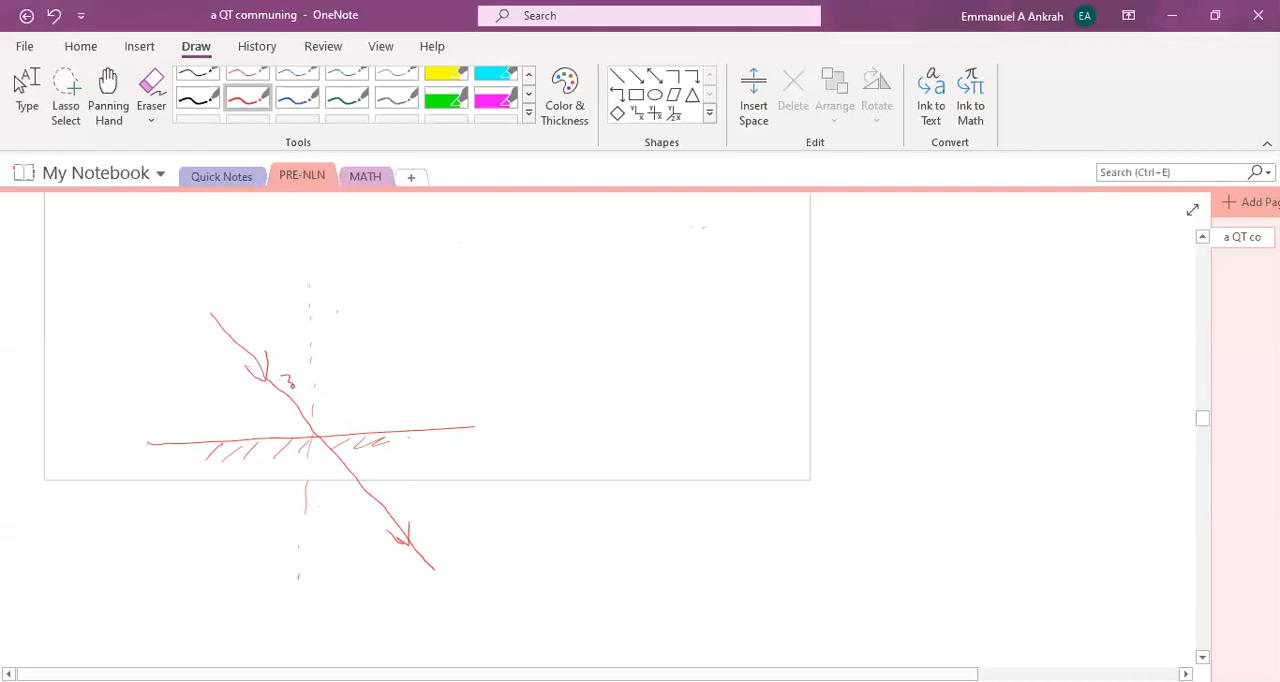 a QT communing - OneNote
Search
Emmanuel A Ankrah
EA
File Home Insert Draw History Review View Help
Type
Lasso Select
Panning Hand
Eraser
Color & Thickness
Insert Space
Delete
Arrange
Rotate
Ink to Text
Ink to Math
Tools
Shapes
Edit
Convert
My Notebook
Quick Notes
PRE-NLN
MATH
Search (Ctrl+E)
Add Pag
a QT co